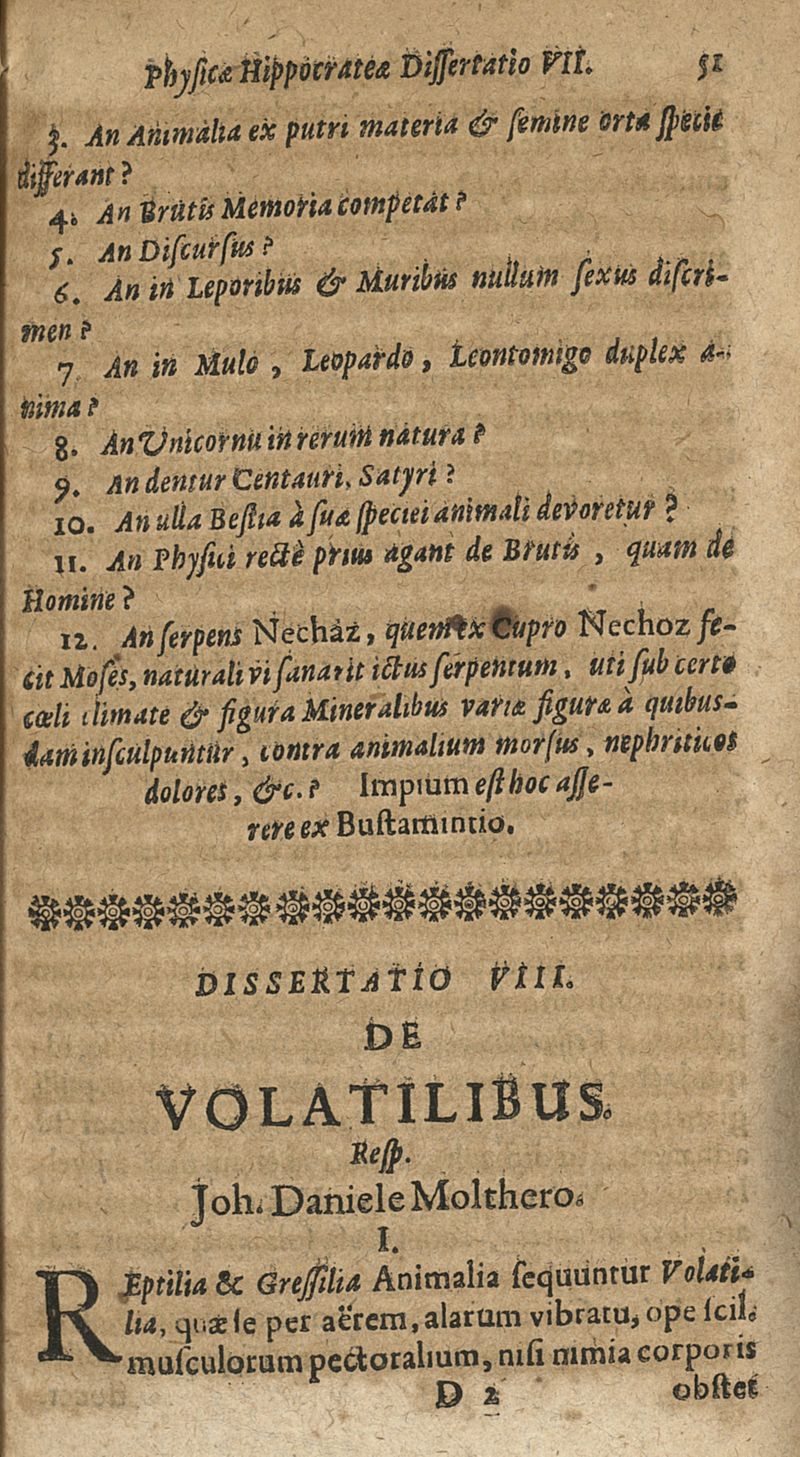 Phyſicæ Hippocrateæ Diſſertatio VII. 51
3. An Animalia ex putri materia & ſemine orta ſpecie
differant?
4. An Brutis Memoria competat?
5. An Diſcurſus?
6. An in Leporibus & Muribus nullum ſexus diſcri-
men?
7. An in Mulo, Leopardo, Leontomigo duplex a-
nima?
8. An Unicornu in rerum natura?
9. An dentur Centauri, Satyri?
10. An ulla Beſtia à ſuæ ſpeciei animali devoretur?
11. An Phyſici rectè prius agant de Brutis, quam de
Homine?
12. An ſerpens Nechâz, quem ex Cupro Nechoz fe-
cit Moſes, naturali vi ſanarit ictus ſerpentum, uti ſub certo
cœli climate & figura Mineralibus variæ figuræ à quibus-
dam inſculpuntur, contra animalium morſus, nephriticos
dolores, &c.? Impium eſt hoc aſſe-
rere ex Buſtamintio.
DISSERTATIO VIII.
DE
VOLATILIBUS.
Reſp.
Joh. Daniele Molthero.
I.
REptilia & Greſſilia Animalia ſequuntur Volati-
lia, quæ ſe per aërem, alarum vibratu, ope ſcil.
muſculorum pectoralium, niſi nimia corporis
D 2 obſtet